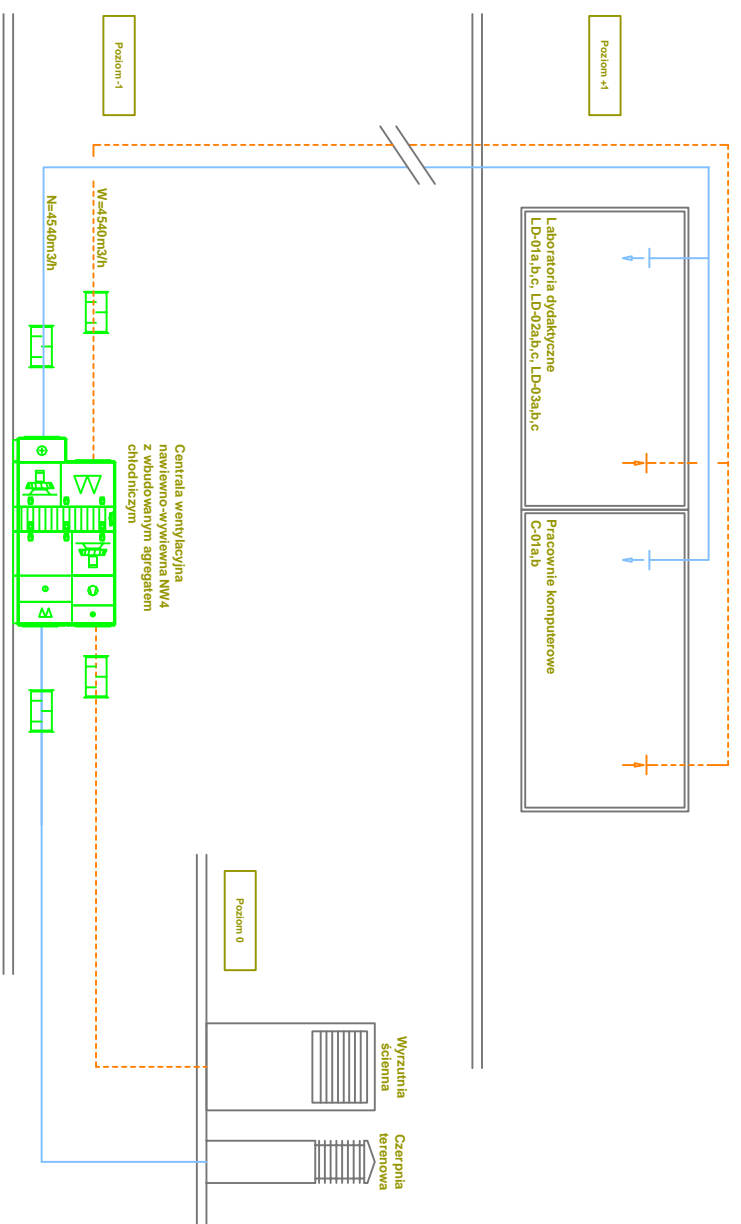 Poziom +1
Laboratoria dydaktyczne
LD-01a,b,c, LD-02a,b,c, LD-03a,b,c
Pracownie komputerowe
C-01a,b
Poziom -1
W=4540m3/h
N=4540m3/h
Centrala wentylacyjna
nawiewno-wywiewna NW4
z wbudowanym agregatem
chłodniczym
Poziom 0
Wyrzutnia
ścienna
Czerpnia
terenowa